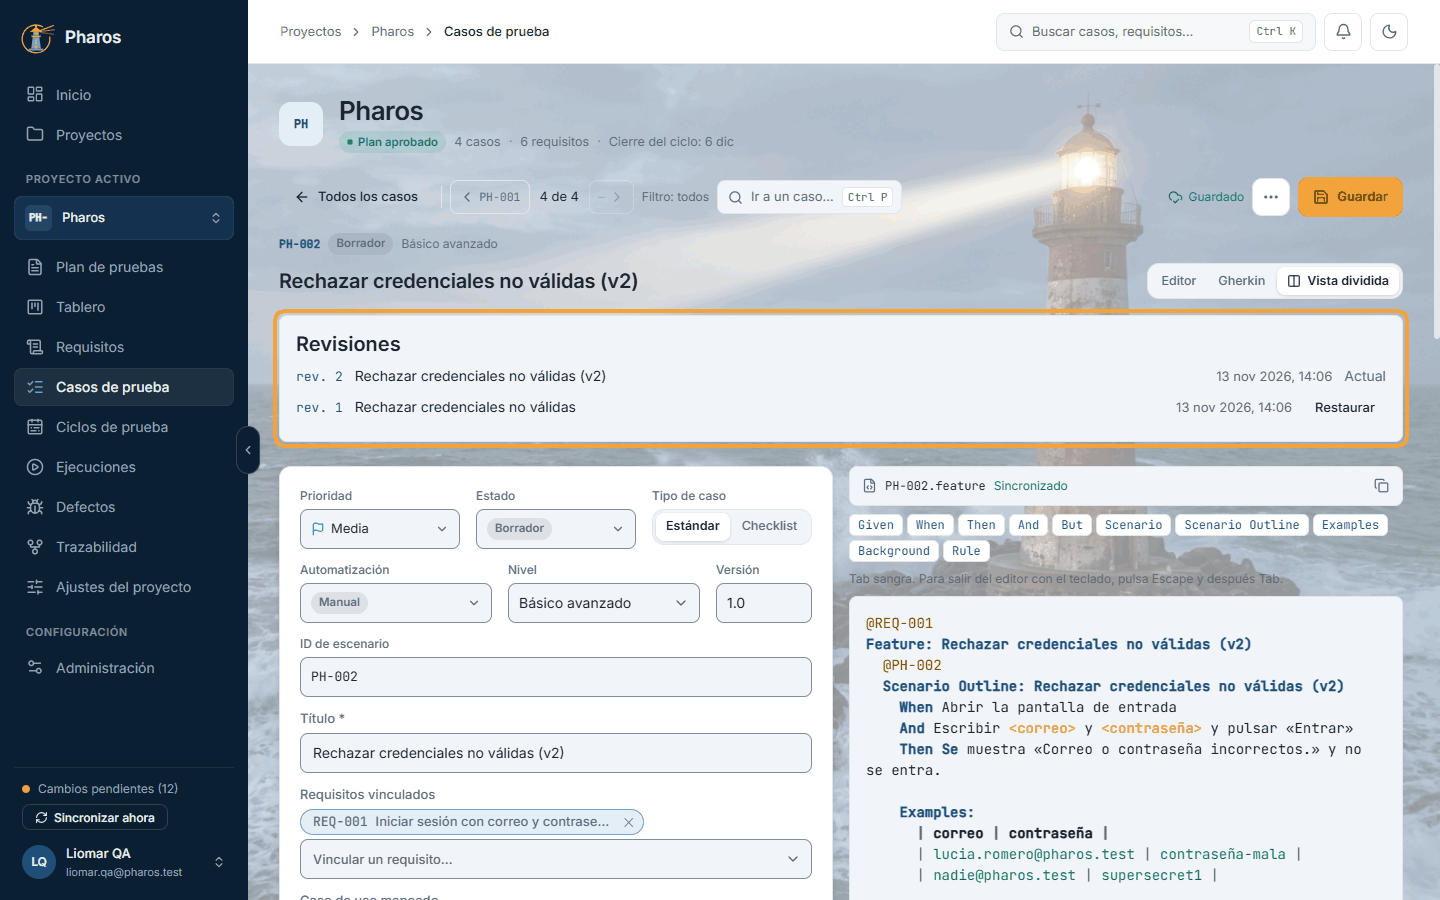 Pharos
Inicio
Proyectos
PROYECTO ACTIVO
PH- Pharos
Plan de pruebas
Tablero
Requisitos
Casos de prueba
Ciclos de prueba
Ejecuciones
Defectos
Trazabilidad
Ajustes del proyecto
CONFIGURACIÓN
Administración
Cambios pendientes (12)
Sincronizar ahora
LQ Liomar QA
liomar.qa@pharos.test
Proyectos > Pharos > Casos de prueba
Buscar casos, requisitos... Ctrl K
PH Pharos
Plan aprobado 4 casos · 6 requisitos · Cierre del ciclo: 6 dic
Todos los casos PH-001 4 de 4 – Filtro: todos Ir a un caso... Ctrl P
Guardado ··· Guardar
PH-002 Borrador Básico avanzado
Rechazar credenciales no válidas (v2)
Editor Gherkin Vista dividida
Revisiones
rev. 2 Rechazar credenciales no válidas (v2) 13 nov 2026, 14:06 Actual
rev. 1 Rechazar credenciales no válidas 13 nov 2026, 14:06 Restaurar
Prioridad Estado Tipo de caso
Media Borrador Estándar Checklist
Automatización Nivel Versión
Manual Básico avanzado 1.0
ID de escenario
PH-002
Título *
Rechazar credenciales no válidas (v2)
Requisitos vinculados
REQ-001 Iniciar sesión con correo y contrase...
Vincular un requisito...
Caso de uso mapeado
PH-002.feature Sincronizado
Given When Then And But Scenario Scenario Outline Examples
Background Rule
Tab sangra. Para salir del editor con el teclado, pulsa Escape y después Tab.
@REQ-001
Feature: Rechazar credenciales no válidas (v2)
@PH-002
Scenario Outline: Rechazar credenciales no válidas (v2)
When Abrir la pantalla de entrada
And Escribir <correo> y <contraseña> y pulsar «Entrar»
Then Se muestra «Correo o contraseña incorrectos.» y no
se entra.
Examples:
| correo | contraseña |
| lucia.romero@pharos.test | contraseña-mala |
| nadie@pharos.test | supersecret1 |